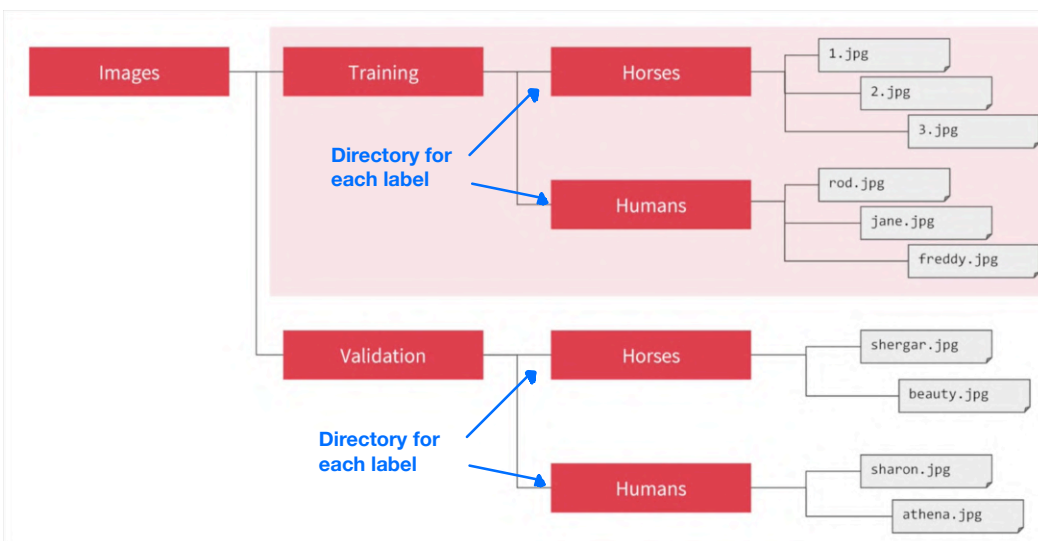 Images
Training
Horses
1.jpg
2.jpg
3.jpg
Directory for
each label
Humans
rod.jpg
jane.jpg
freddy.jpg
Validation
Horses
shergar.jpg
beauty.jpg
Directory for
each label
Humans
sharon.jpg
athena.jpg